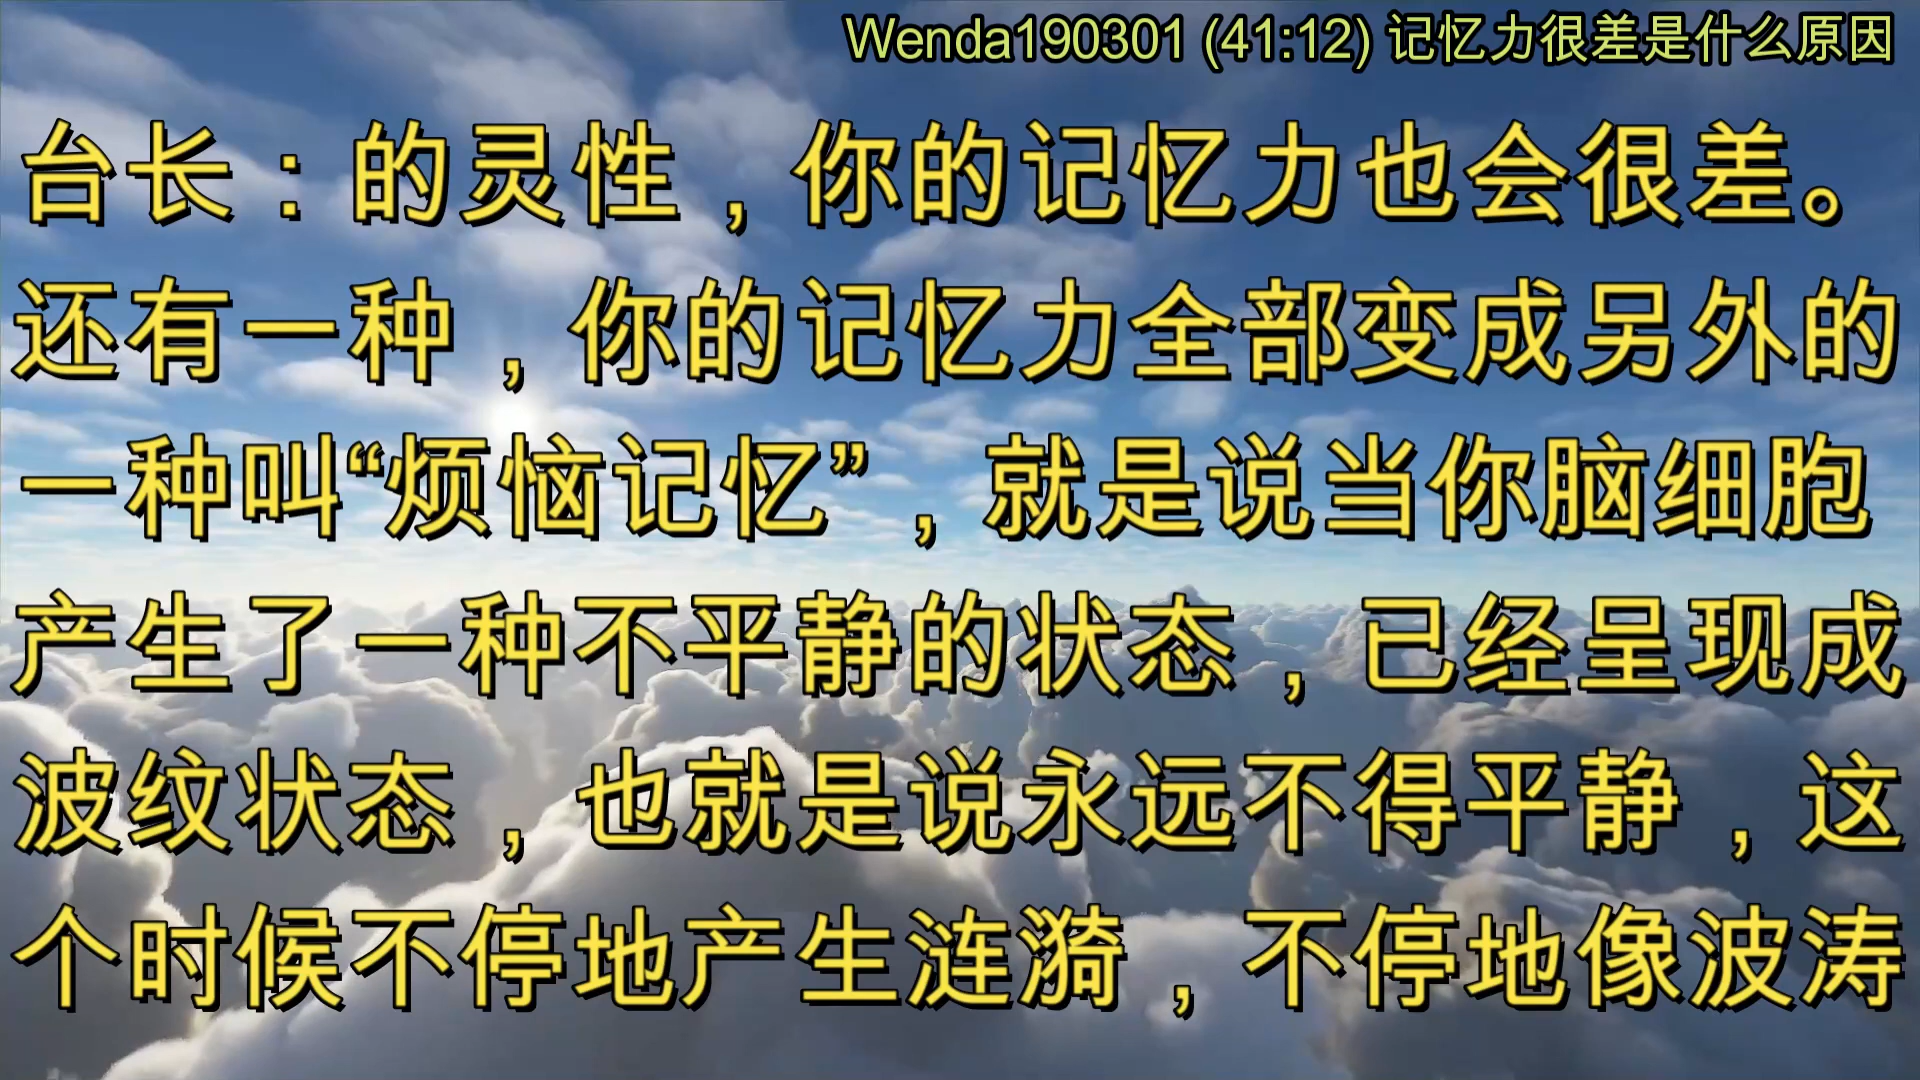 Wenda190301 (41:12) 记忆力很差是什么原因
台长：的灵性，你的记忆力也会很差。
还有一种，你的记忆力全部变成另外的
一种叫“烦恼记忆”，就是说当你脑细胞
产生了一种不平静的状态，已经呈现成
波纹状态，也就是说永远不得平静，这
个时候不停地产生涟漪，不停地像波涛